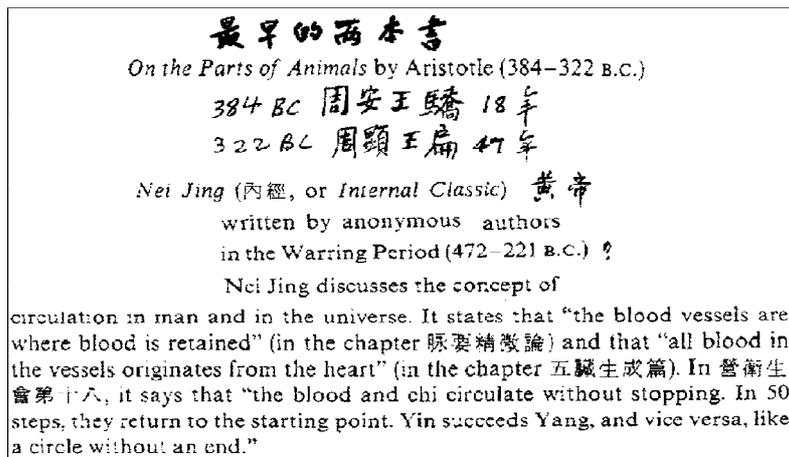 最早的兩本書
On the Parts of Animals by Aristotle (384–322 B.C.)
384 BC 周安王驕 18年
322 BC 周顯王扁 47年
Nei Jing (內經, or Internal Classic) 黃帝
written by anonymous authors
in the Warring Period (472–221 B.C.) ?
Nei Jing discusses the concept of
circulation in man and in the universe. It states that “the blood vessels are
where blood is retained” (in the chapter 脉要精微論) and that “all blood in
the vessels originates from the heart” (in the chapter 五臟生成篇). In 營衛生
會第十八, it says that “the blood and chi circulate without stopping. In 50
steps, they return to the starting point. Yin succeeds Yang, and vice versa, like
a circle without an end.”